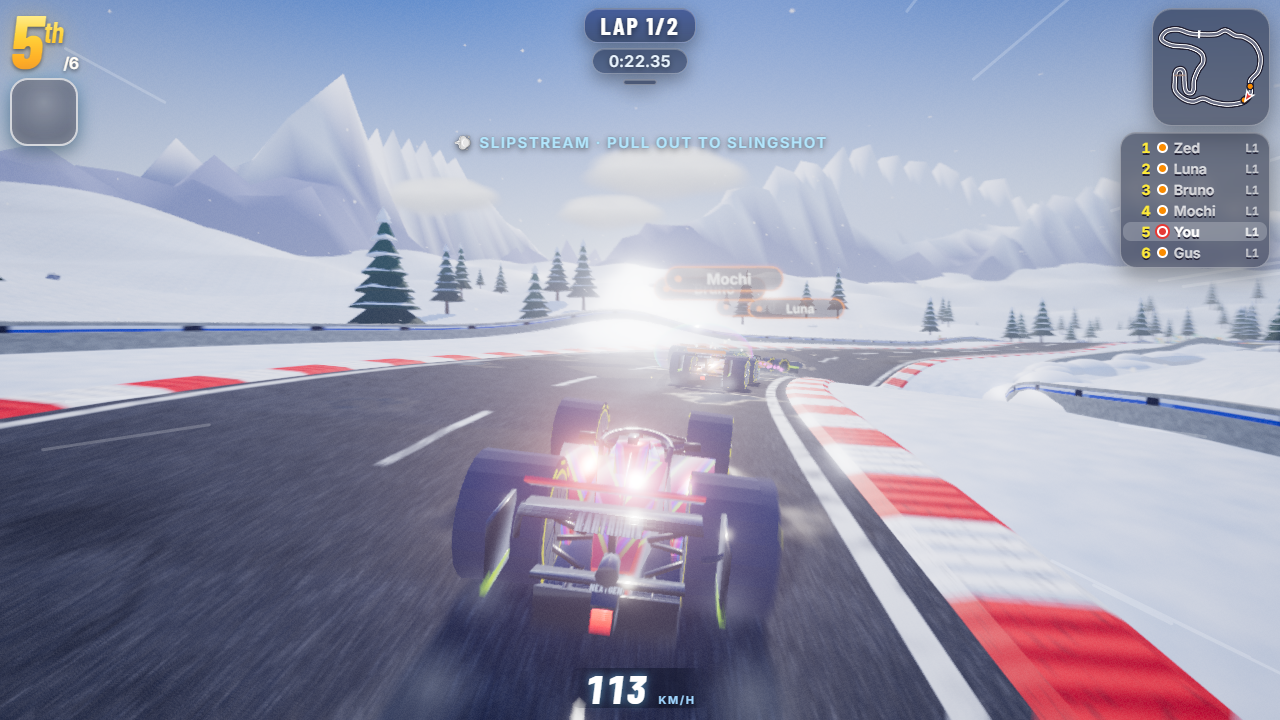 5th
/6
LAP 1/2
0:22.35
SLIPSTREAM · PULL OUT TO SLINGSHOT
1 Zed L1
2 Luna L1
3 Bruno L1
4 Mochi L1
5 You L1
6 Gus L1
Mochi
Luna
113 KM/H